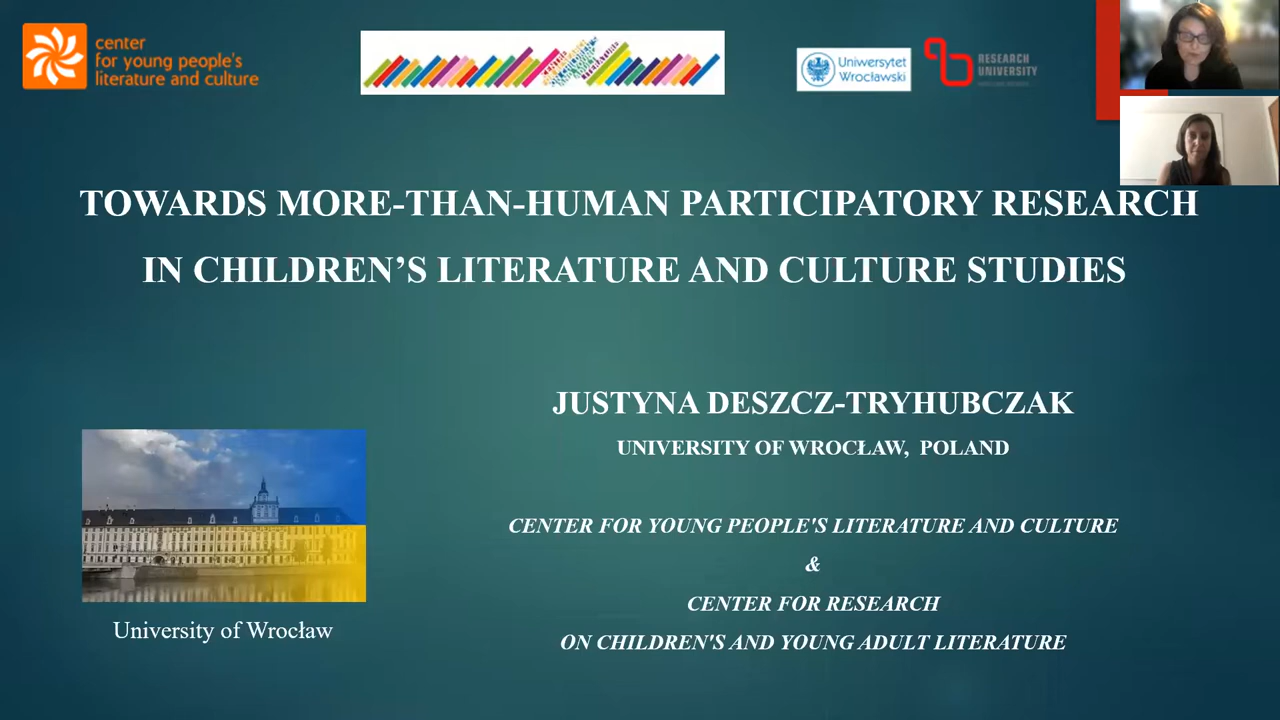 center
for young people's
literature and culture
Uniwersytet
Wrocławski
RESEARCH
UNIVERSITY
TOWARDS MORE-THAN-HUMAN PARTICIPATORY RESEARCH
IN CHILDREN’S LITERATURE AND CULTURE STUDIES
JUSTYNA DESZCZ-TRYHUBCZAK
UNIVERSITY OF WROCŁAW, POLAND
CENTER FOR YOUNG PEOPLE'S LITERATURE AND CULTURE
&
CENTER FOR RESEARCH
ON CHILDREN'S AND YOUNG ADULT LITERATURE
University of Wrocław